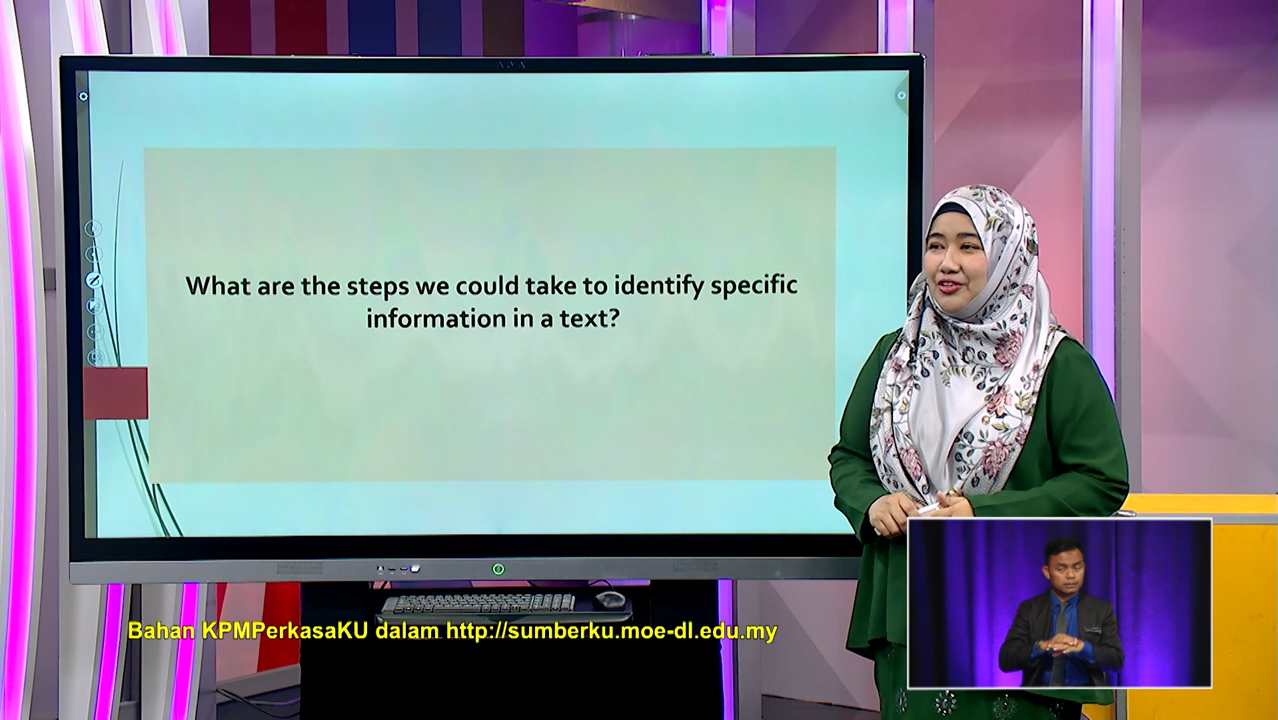 What are the steps we could take to identify specific
information in a text?
Bahan KPMPerkasaKU dalam http://sumberku.moe-dl.edu.my